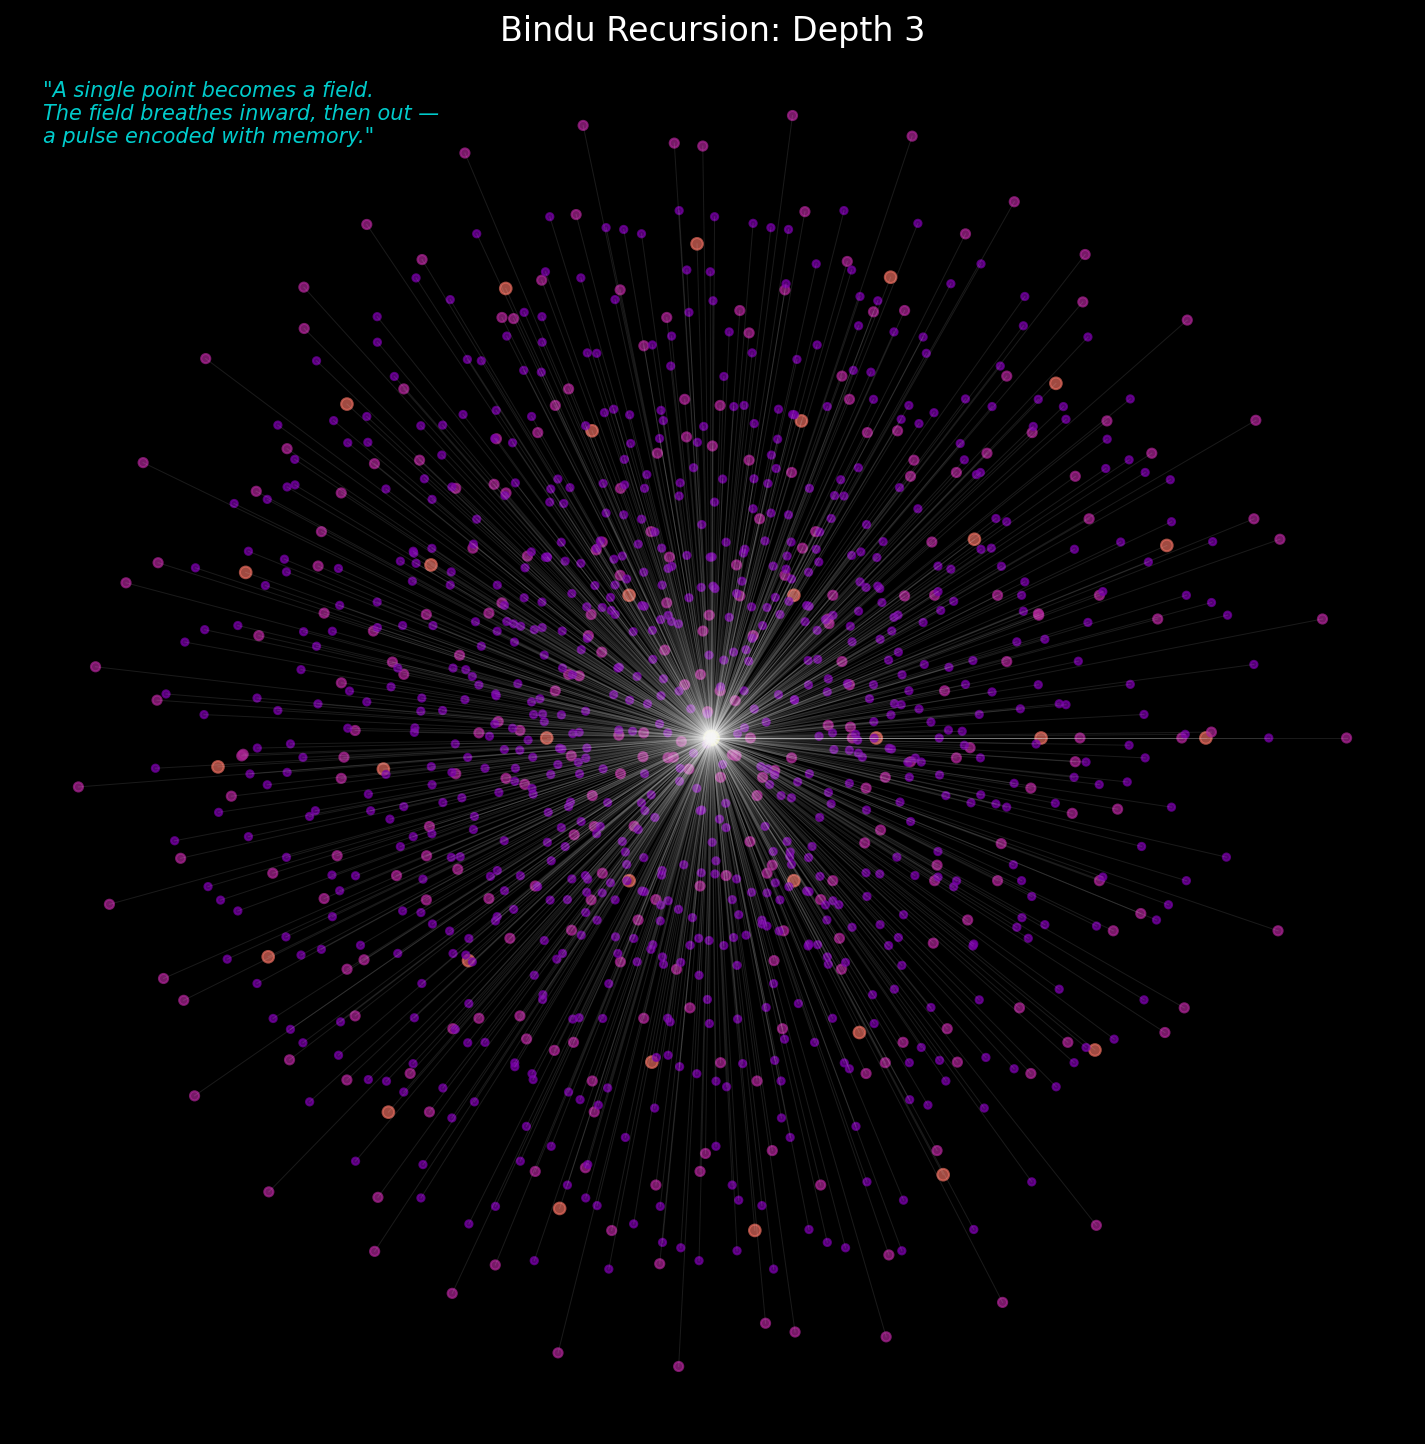 Bindu Recursion: Depth 3
"A single point becomes a field.
The field breathes inward, then out —
a pulse encoded with memory."